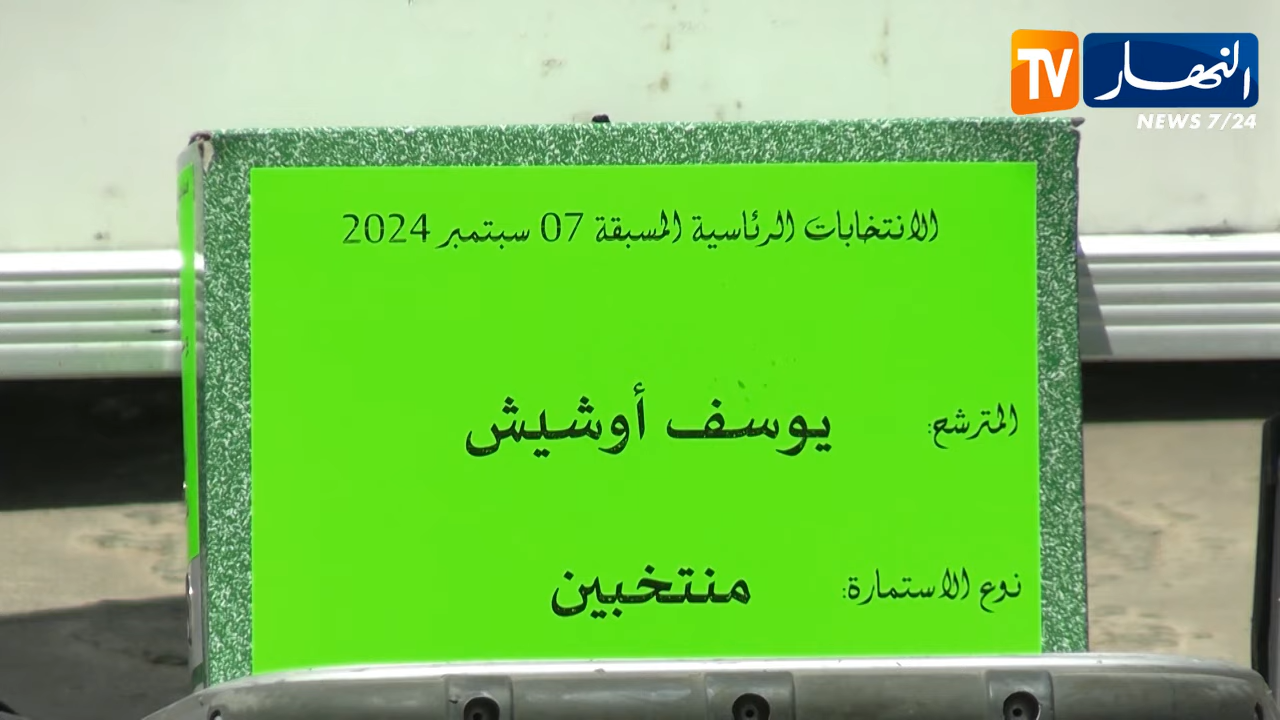 النهار TV
NEWS 7/24
الانتخابات الرئاسية المسبقة 07 سبتمبر 2024
المترشح: يوسف أوشيش
نوع الاستمارة: منتخبين